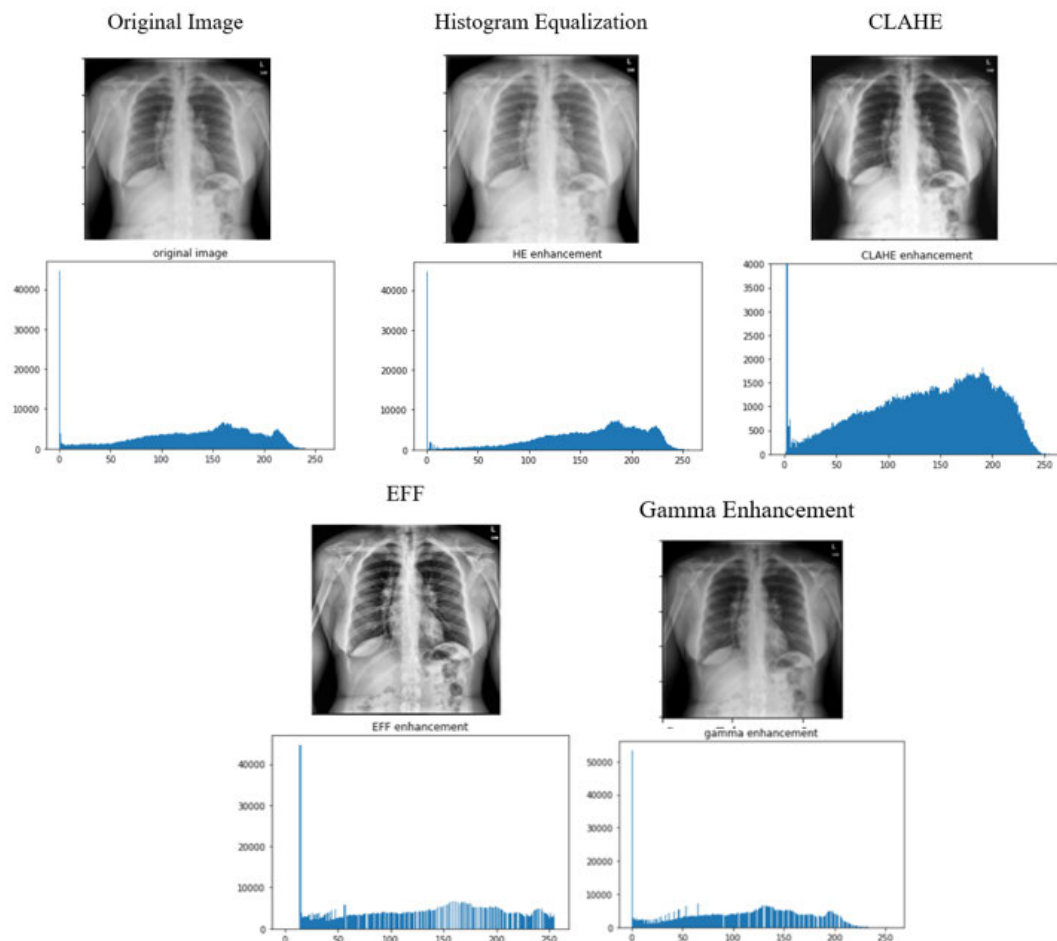 Original Image
Histogram Equalization
CLAHE
L
L
L
original image
HE enhancement
CLAHE enhancement
40000
30000
20000
10000
0
0 50 100 150 200 250
40000
30000
20000
10000
0
0 50 100 150 200 250
4000
3500
3000
2500
2000
1500
1000
500
0
0 50 100 150 200 250
EFF
Gamma Enhancement
L
L
EFF enhancement
gamma enhancement
40000
30000
20000
10000
0
0 50 100 150 200 250
50000
40000
30000
20000
10000
0
0 50 100 150 200 250